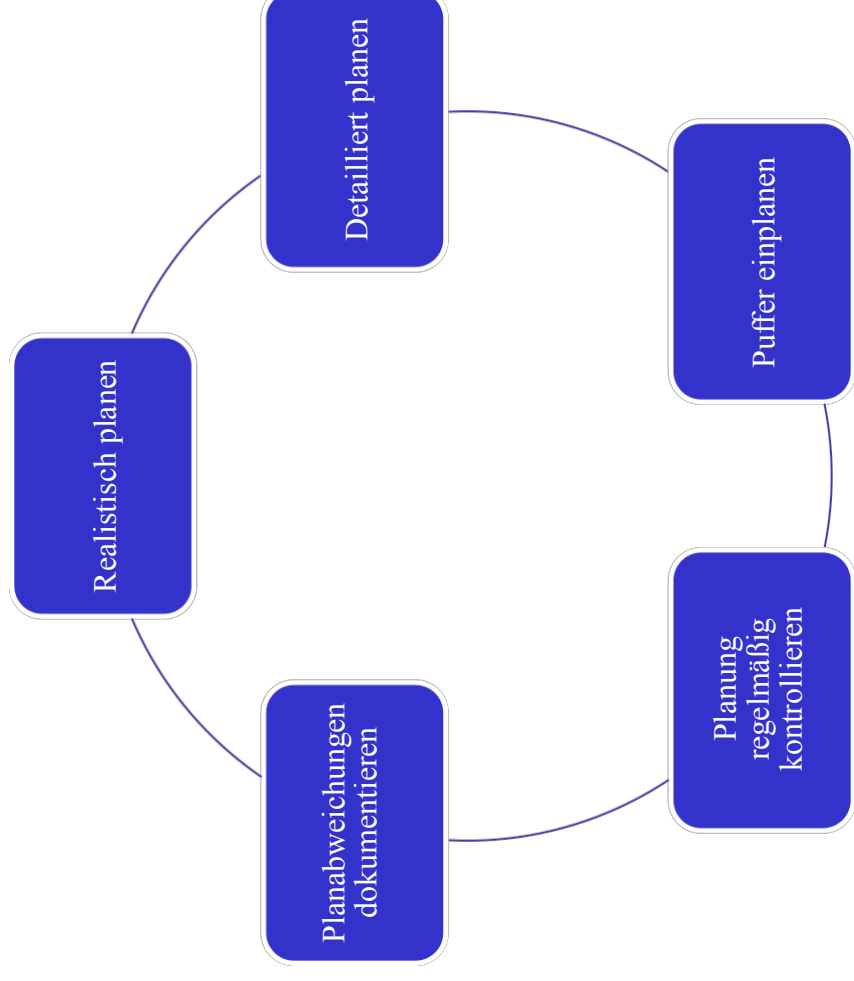 Realistisch planen
Detailliert planen
Puffer einplanen
Planung
regelmäßig
kontrollieren
Planabweichungen
dokumentieren